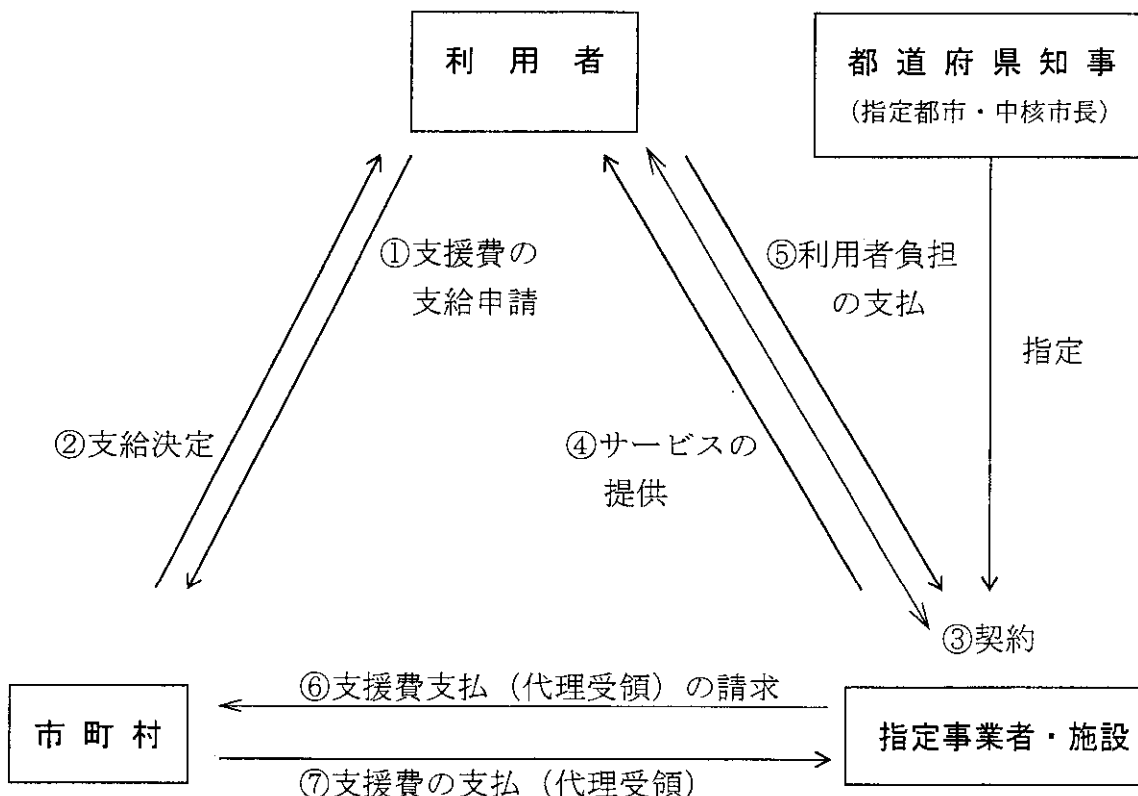 利用者
都道府県知事
(指定都市・中核市長)
①支援費の
支給申請
⑤利用者負担
の支払
指定
②支給決定
④サービスの
提供
③契約
⑥支援費支払(代理受領)の請求
市町村
指定事業者・施設
⑦支援費の支払(代理受領)